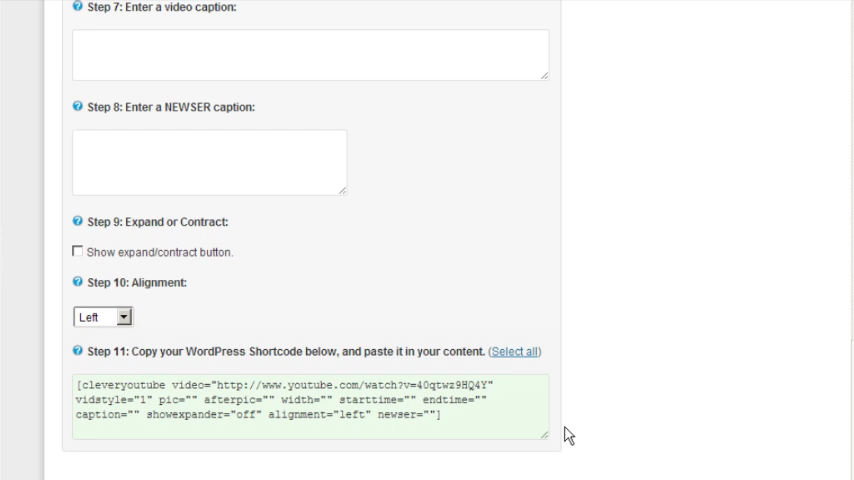 Step 7: Enter a video caption:
Step 8: Enter a NEWSER caption:
Step 9: Expand or Contract:
Show expand/contract button.
Step 10: Alignment:
Left
Step 11: Copy your WordPress Shortcode below, and paste it in your content. (Select all)
[cleveryoutube video="http://www.youtube.com/watch?v=40qtwz9HQ4Y"
vidstyle="1" pic="" afterpic="" width="" starttime="" endtime=""
caption="" showexpander="off" alignment="left" newser=""]